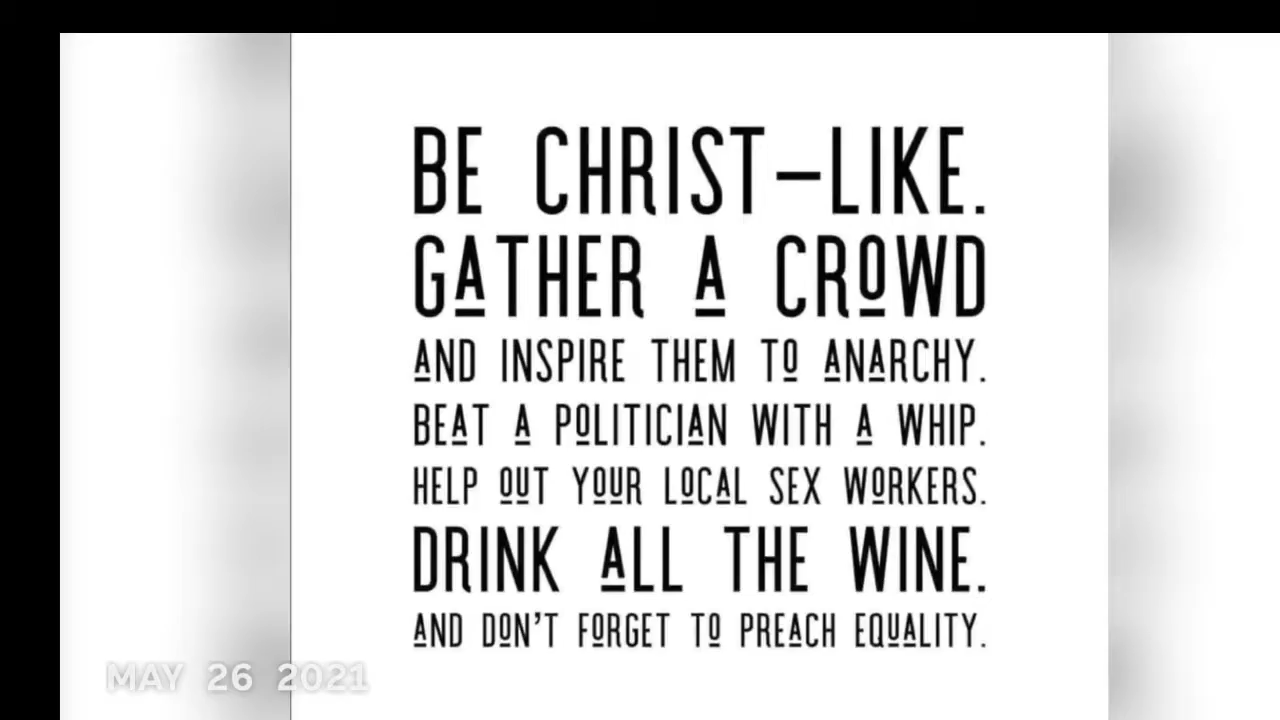 BE CHRIST-LIKE.
GATHER A CROWD
AND INSPIRE THEM TO ANARCHY.
BEAT A POLITICIAN WITH A WHIP.
HELP OUT YOUR LOCAL SEX WORKERS.
DRINK ALL THE WINE.
AND DON'T FORGET TO PREACH EQUALITY.
MAY 26 2021